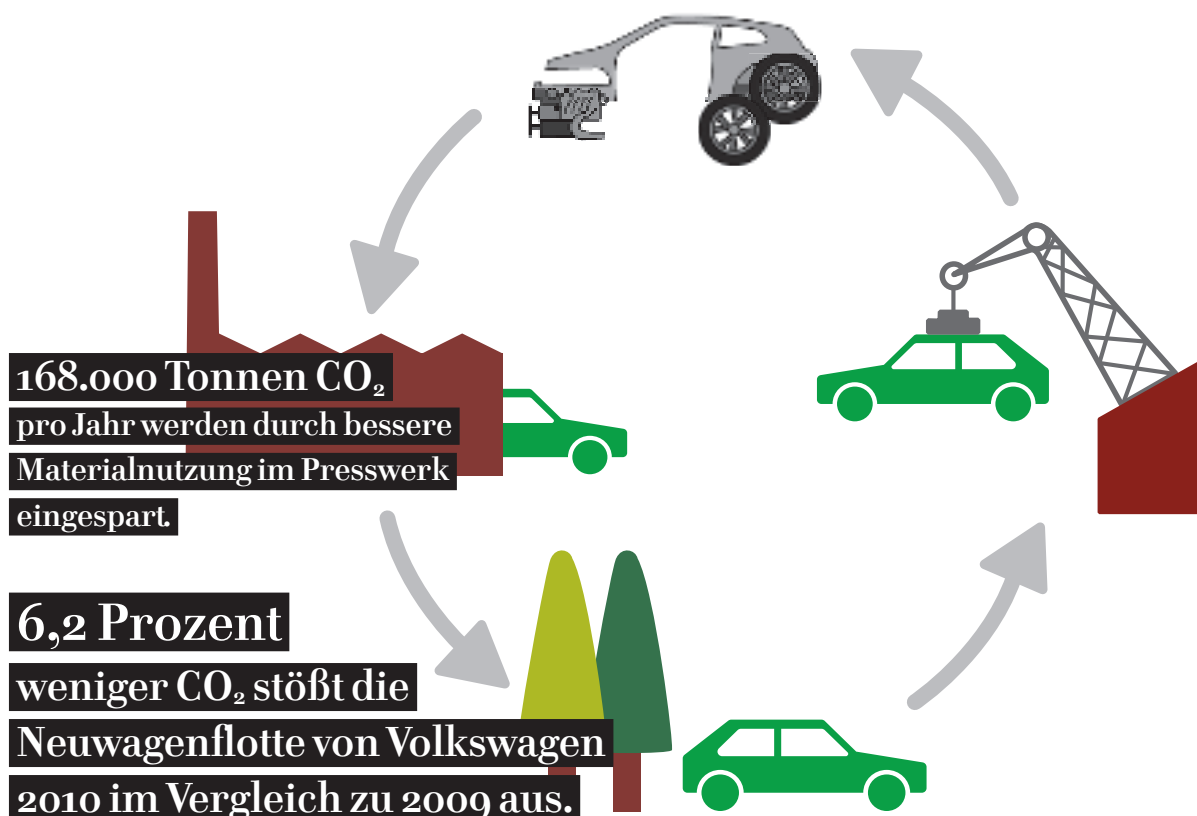 168.000 Tonnen CO₂
pro Jahr werden durch bessere
Materialnutzung im Presswerk
eingespart.
6,2 Prozent
weniger CO₂ stößt die
Neuwagenflotte von Volkswagen
2010 im Vergleich zu 2009 aus.